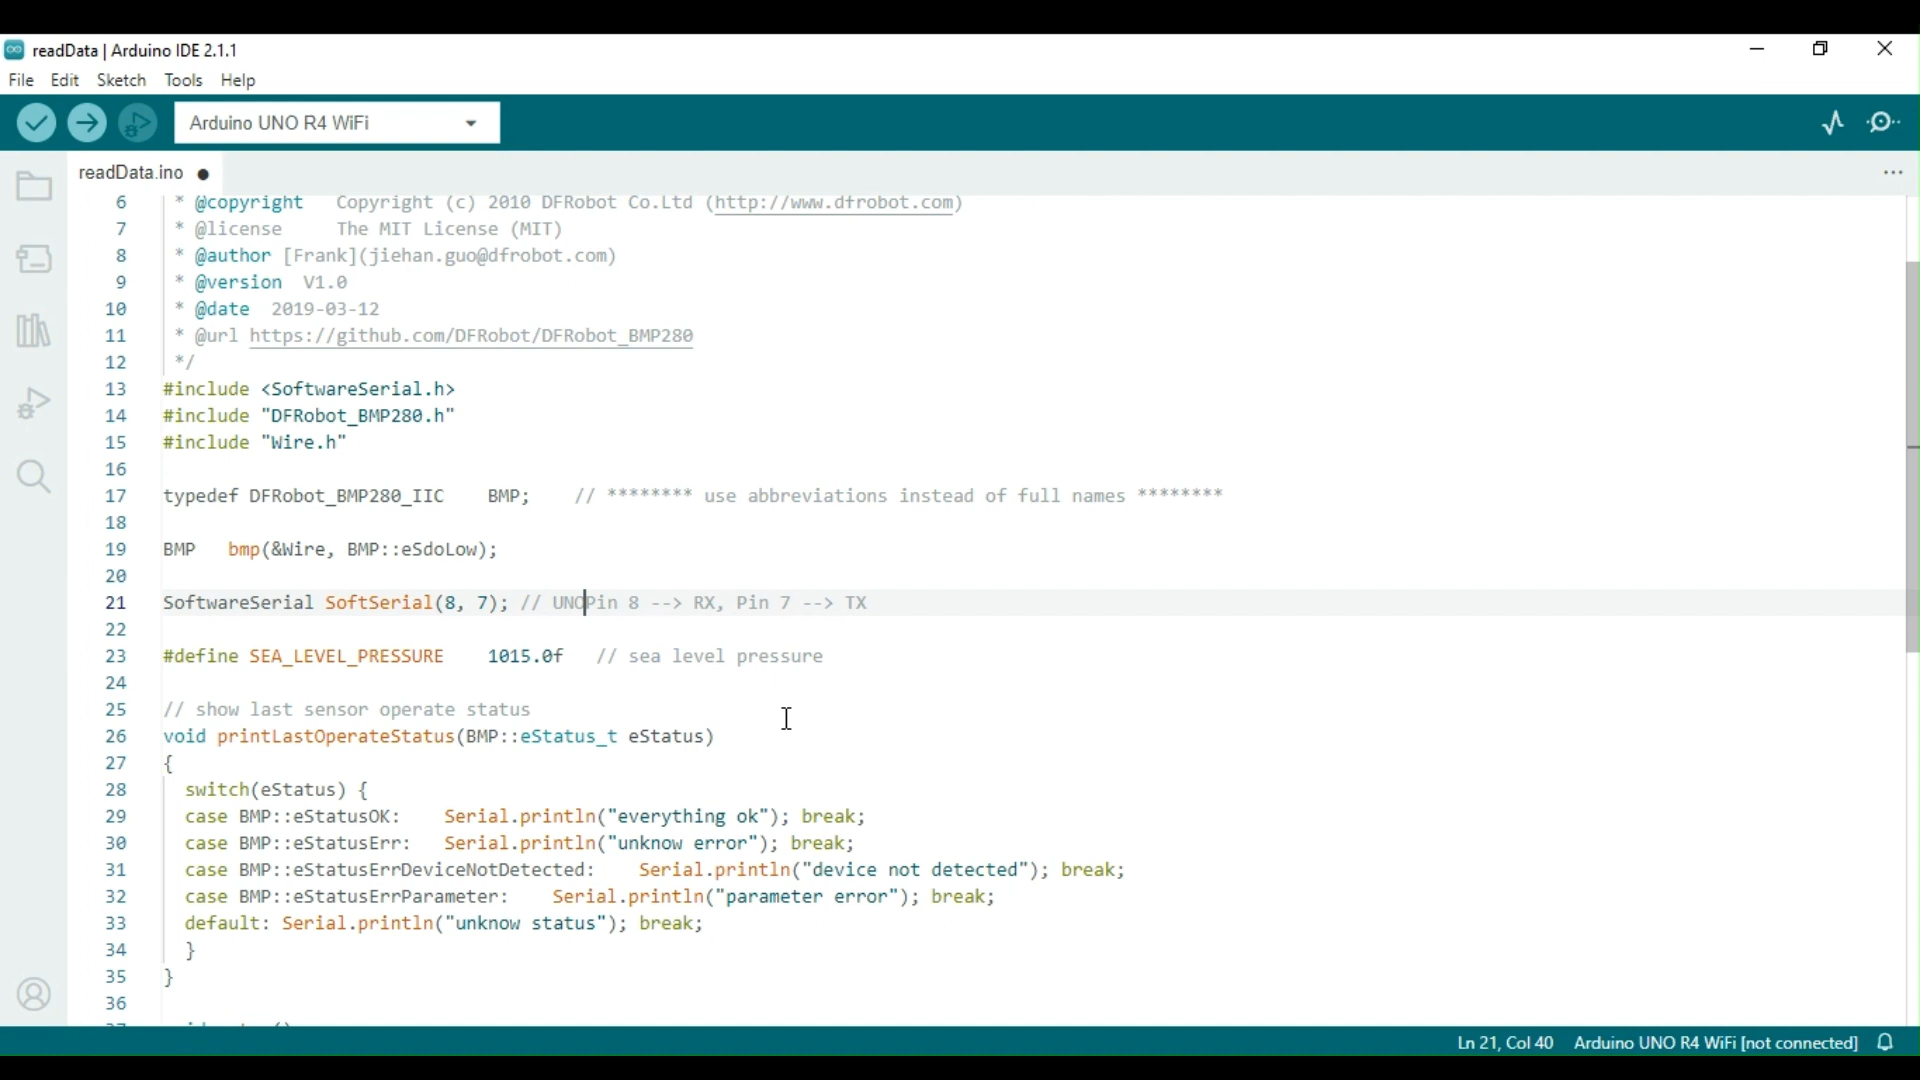 readData | Arduino IDE 2.1.1
File Edit Sketch Tools Help
Arduino UNO R4 WiFi
readData.ino
6 * @copyright   Copyright (c) 2010 DFRobot Co.Ltd (http://www.dfrobot.com)
7 * @license     The MIT License (MIT)
8 * @author [Frank](jiehan.guo@dfrobot.com)
9 * @version  V1.0
10 * @date  2019-03-12
11 * @url https://github.com/DFRobot/DFRobot_BMP280
12 */
13 #include <SoftwareSerial.h>
14 #include "DFRobot_BMP280.h"
15 #include "Wire.h"
16
17 typedef DFRobot_BMP280_IIC    BMP;    // ******** use abbreviations instead of full names ********
18
19 BMP   bmp(&Wire, BMP::eSdoLow);
20
21 SoftwareSerial SoftSerial(8, 7); // UNOPin 8 --> RX, Pin 7 --> TX
22
23 #define SEA_LEVEL_PRESSURE    1015.0f   // sea level pressure
24
25 // show last sensor operate status
26 void printLastOperateStatus(BMP::eStatus_t eStatus)
27 {
28   switch(eStatus) {
29   case BMP::eStatusOK:    Serial.println("everything ok"); break;
30   case BMP::eStatusErr:   Serial.println("unknow error"); break;
31   case BMP::eStatusErrDeviceNotDetected:    Serial.println("device not detected"); break;
32   case BMP::eStatusErrParameter:    Serial.println("parameter error"); break;
33   default: Serial.println("unknow status"); break;
34   }
35 }
36
Ln 21, Col 40 Arduino UNO R4 WiFi [not connected]